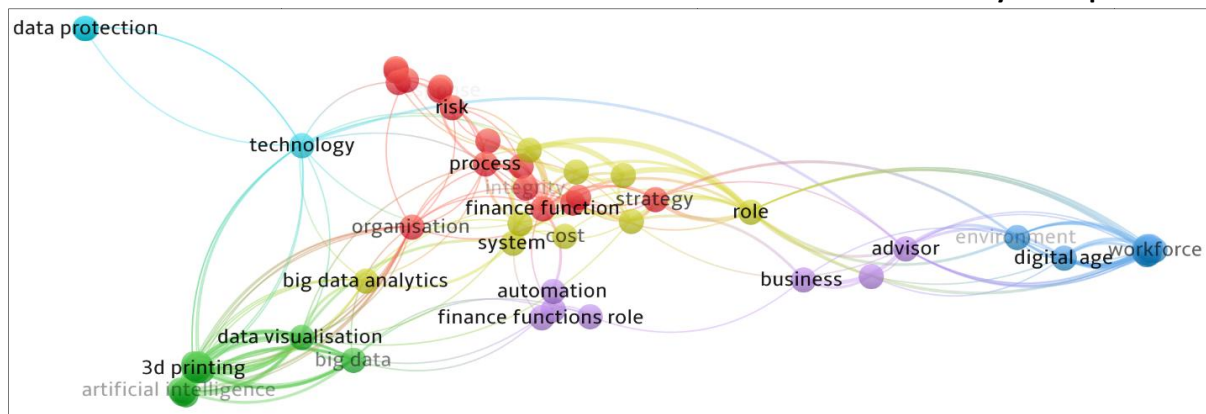 data protection
risk
technology
process
integrity
strategy
finance function
role
organisation
system
cost
advisor
environment
workforce
digital age
business
big data analytics
automation
finance functions role
data visualisation
big data
3d printing
artificial intelligence